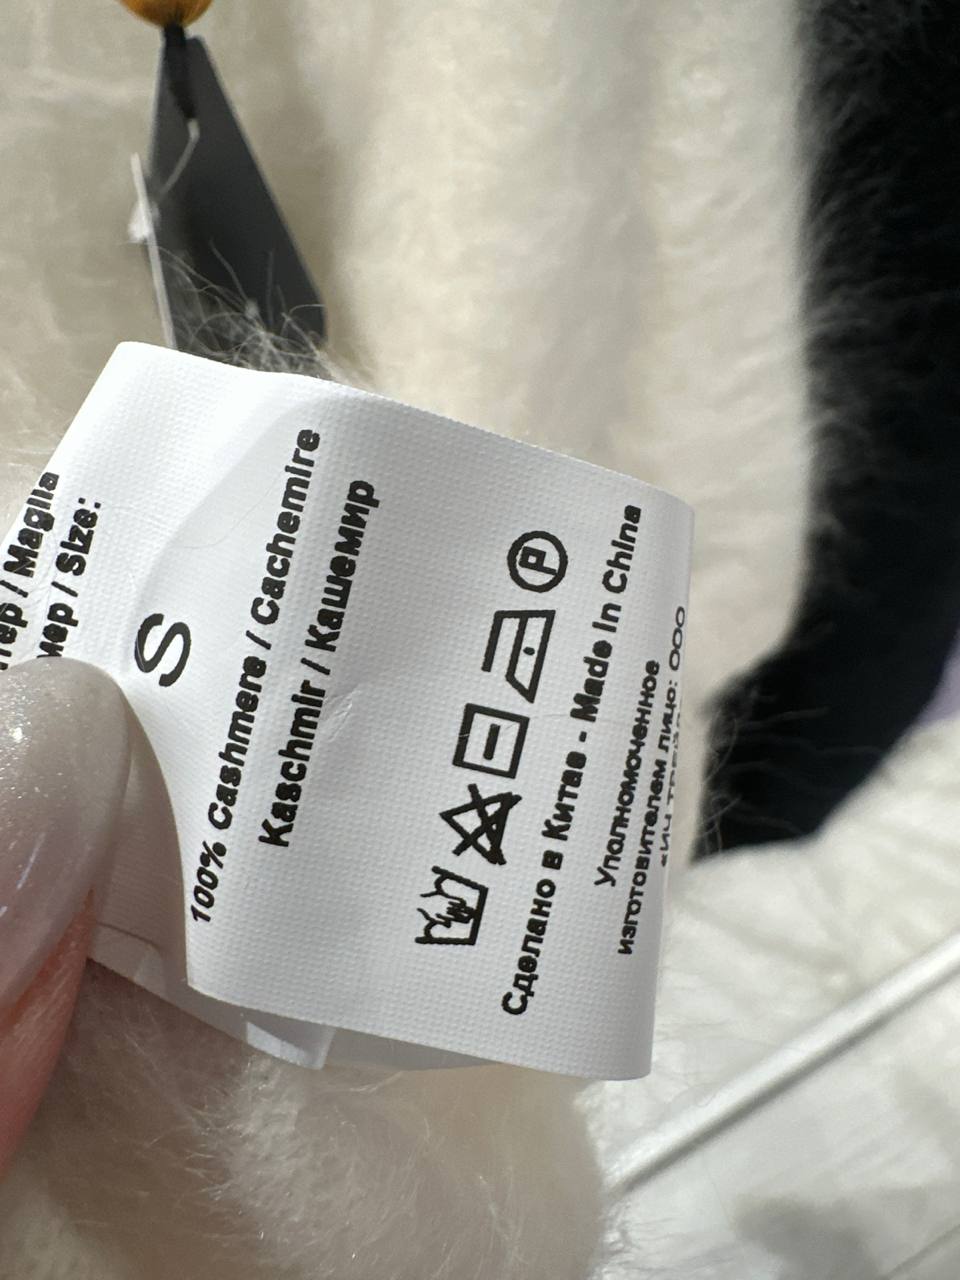 / Maglia
/ Size:
S
100% Cashmere / Cachemire
Kaschmir / Кашемир
P
Сделано в Китае - Made in China
Уполномоченное
изготовителем лицо: ООО